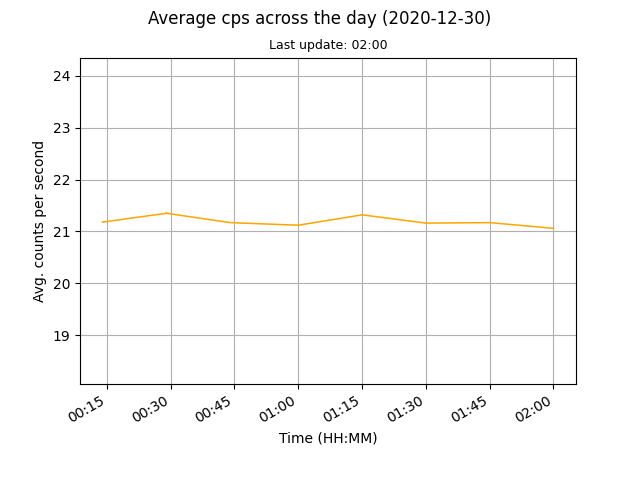 Average cps across the day (2020-12-30)
Last update: 02:00
24
23
22
21
20
19
Avg. counts per second
00:15 00:30 00:45 01:00 01:15 01:30 01:45 02:00
Time (HH:MM)